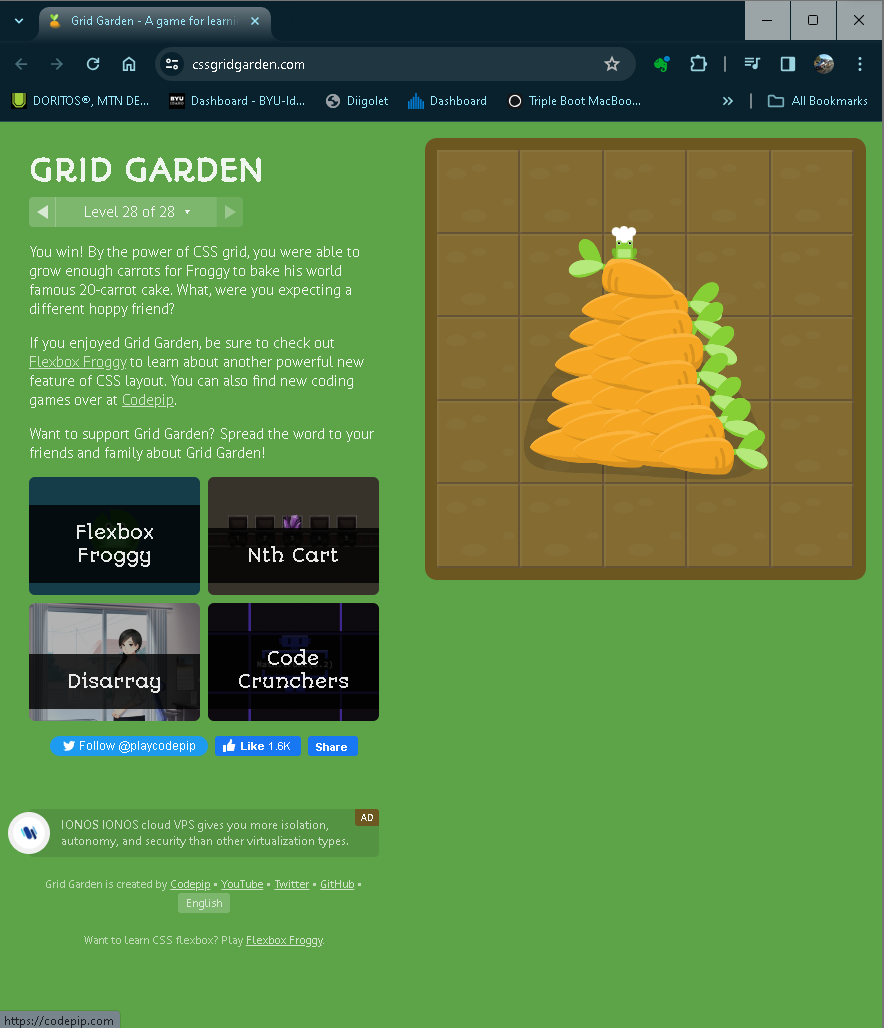 Grid Garden - A game for learni
cssgridgarden.com
DORITOS®, MTN DE...
BYU
IDAHO
Dashboard - BYU-Id...
Diigolet
Dashboard
Triple Boot MacBoo...
All Bookmarks
GRID GARDEN
Level 28 of 28
You win! By the power of CSS grid, you were able to
grow enough carrots for Froggy to bake his world
famous 20-carrot cake. What, were you expecting a
different hoppy friend?
If you enjoyed Grid Garden, be sure to check out
Flexbox Froggy to learn about another powerful new
feature of CSS layout. You can also find new coding
games over at Codepip.
Want to support Grid Garden? Spread the word to your
friends and family about Grid Garden!
Flexbox
Froggy
Nth Cart
Disarray
Code
Crunchers
Follow @playcodepip
Like 1.6K
Share
AD
IONOS IONOS cloud VPS gives you more isolation,
autonomy, and security than other virtualization types.
Grid Garden is created by Codepip • YouTube • Twitter • GitHub •
English
Want to learn CSS flexbox? Play Flexbox Froggy.
https://codepip.com